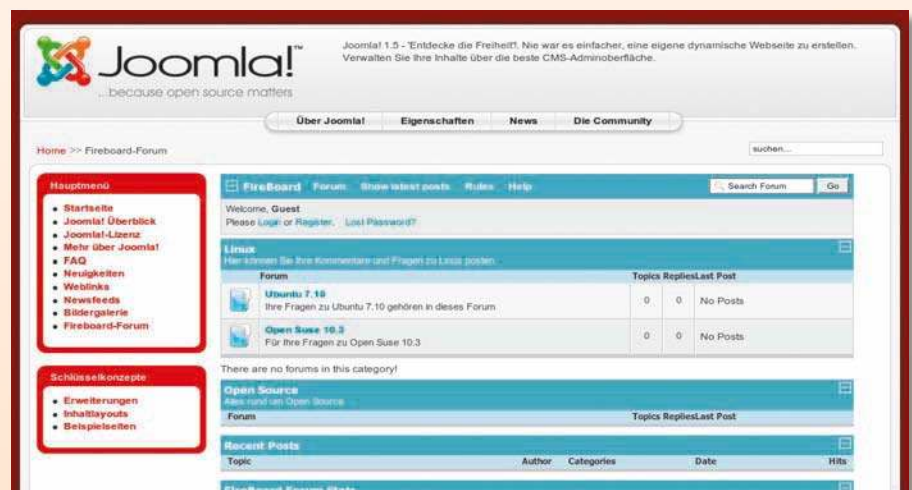 Joomla!™
...because open source matters
Joomla! 1.5 - 'Entdecke die Freiheit'!. Nie war es einfacher, eine eigene dynamische Webseite zu erstellen.
Verwalten Sie Ihre Inhalte über die beste CMS-Adminoberfläche.
Über Joomla! Eigenschaften News Die Community
Home >> Fireboard-Forum
suchen...
Hauptmenü
Startseite
Joomla! Überblick
Joomla!-Lizenz
Mehr über Joomla!
FAQ
Neuigkeiten
Weblinks
Newsfeeds
Bildergalerie
Fireboard-Forum
Schlüsselkonzepte
Erweiterungen
Inhaltlayouts
Beispielseiten
FireBoard Forum Show latest posts Rules Help
Search Forum Go
Welcome, Guest
Please Login or Register. Lost Password?
Linux
Hier können Sie Ihre Kommentare und Fragen zu Linux posten.
Forum Topics Replies Last Post
Ubuntu 7.10
Ihre Fragen zu Ubuntu 7.10 gehören in dieses Forum
0 0 No Posts
Open Suse 10.3
Für Ihre Fragen zu Open Suse 10.3
0 0 No Posts
There are no forums in this category!
Open Source
Alles rund um Open Source
Forum Topics Replies Last Post
Recent Posts
Topic Author Categories Date Hits
FireBoard Forum Stats